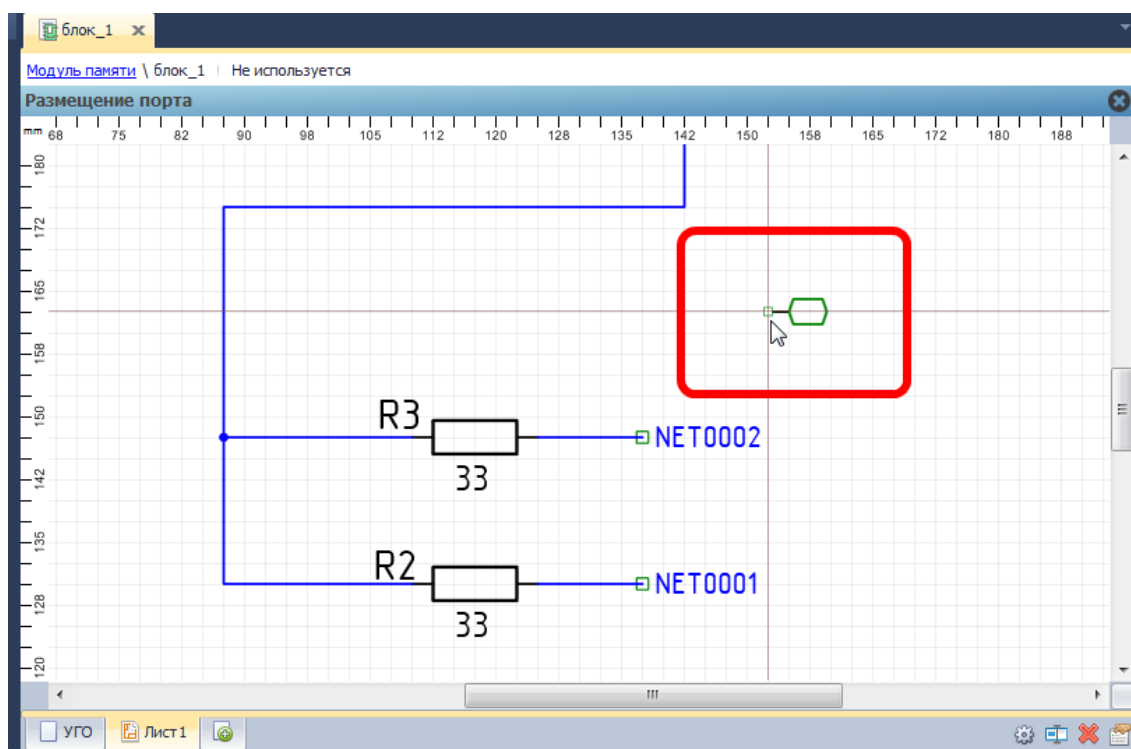 блок_1
Модуль памяти \ блок_1 Не используется
Размещение порта
mm 68 75 82 90 98 105 112 120 128 135 142 150 158 165 172 180 188
180
172
165
158
150
142
135
128
120
R3
33
NET0002
R2
33
NET0001
УГО Лист1